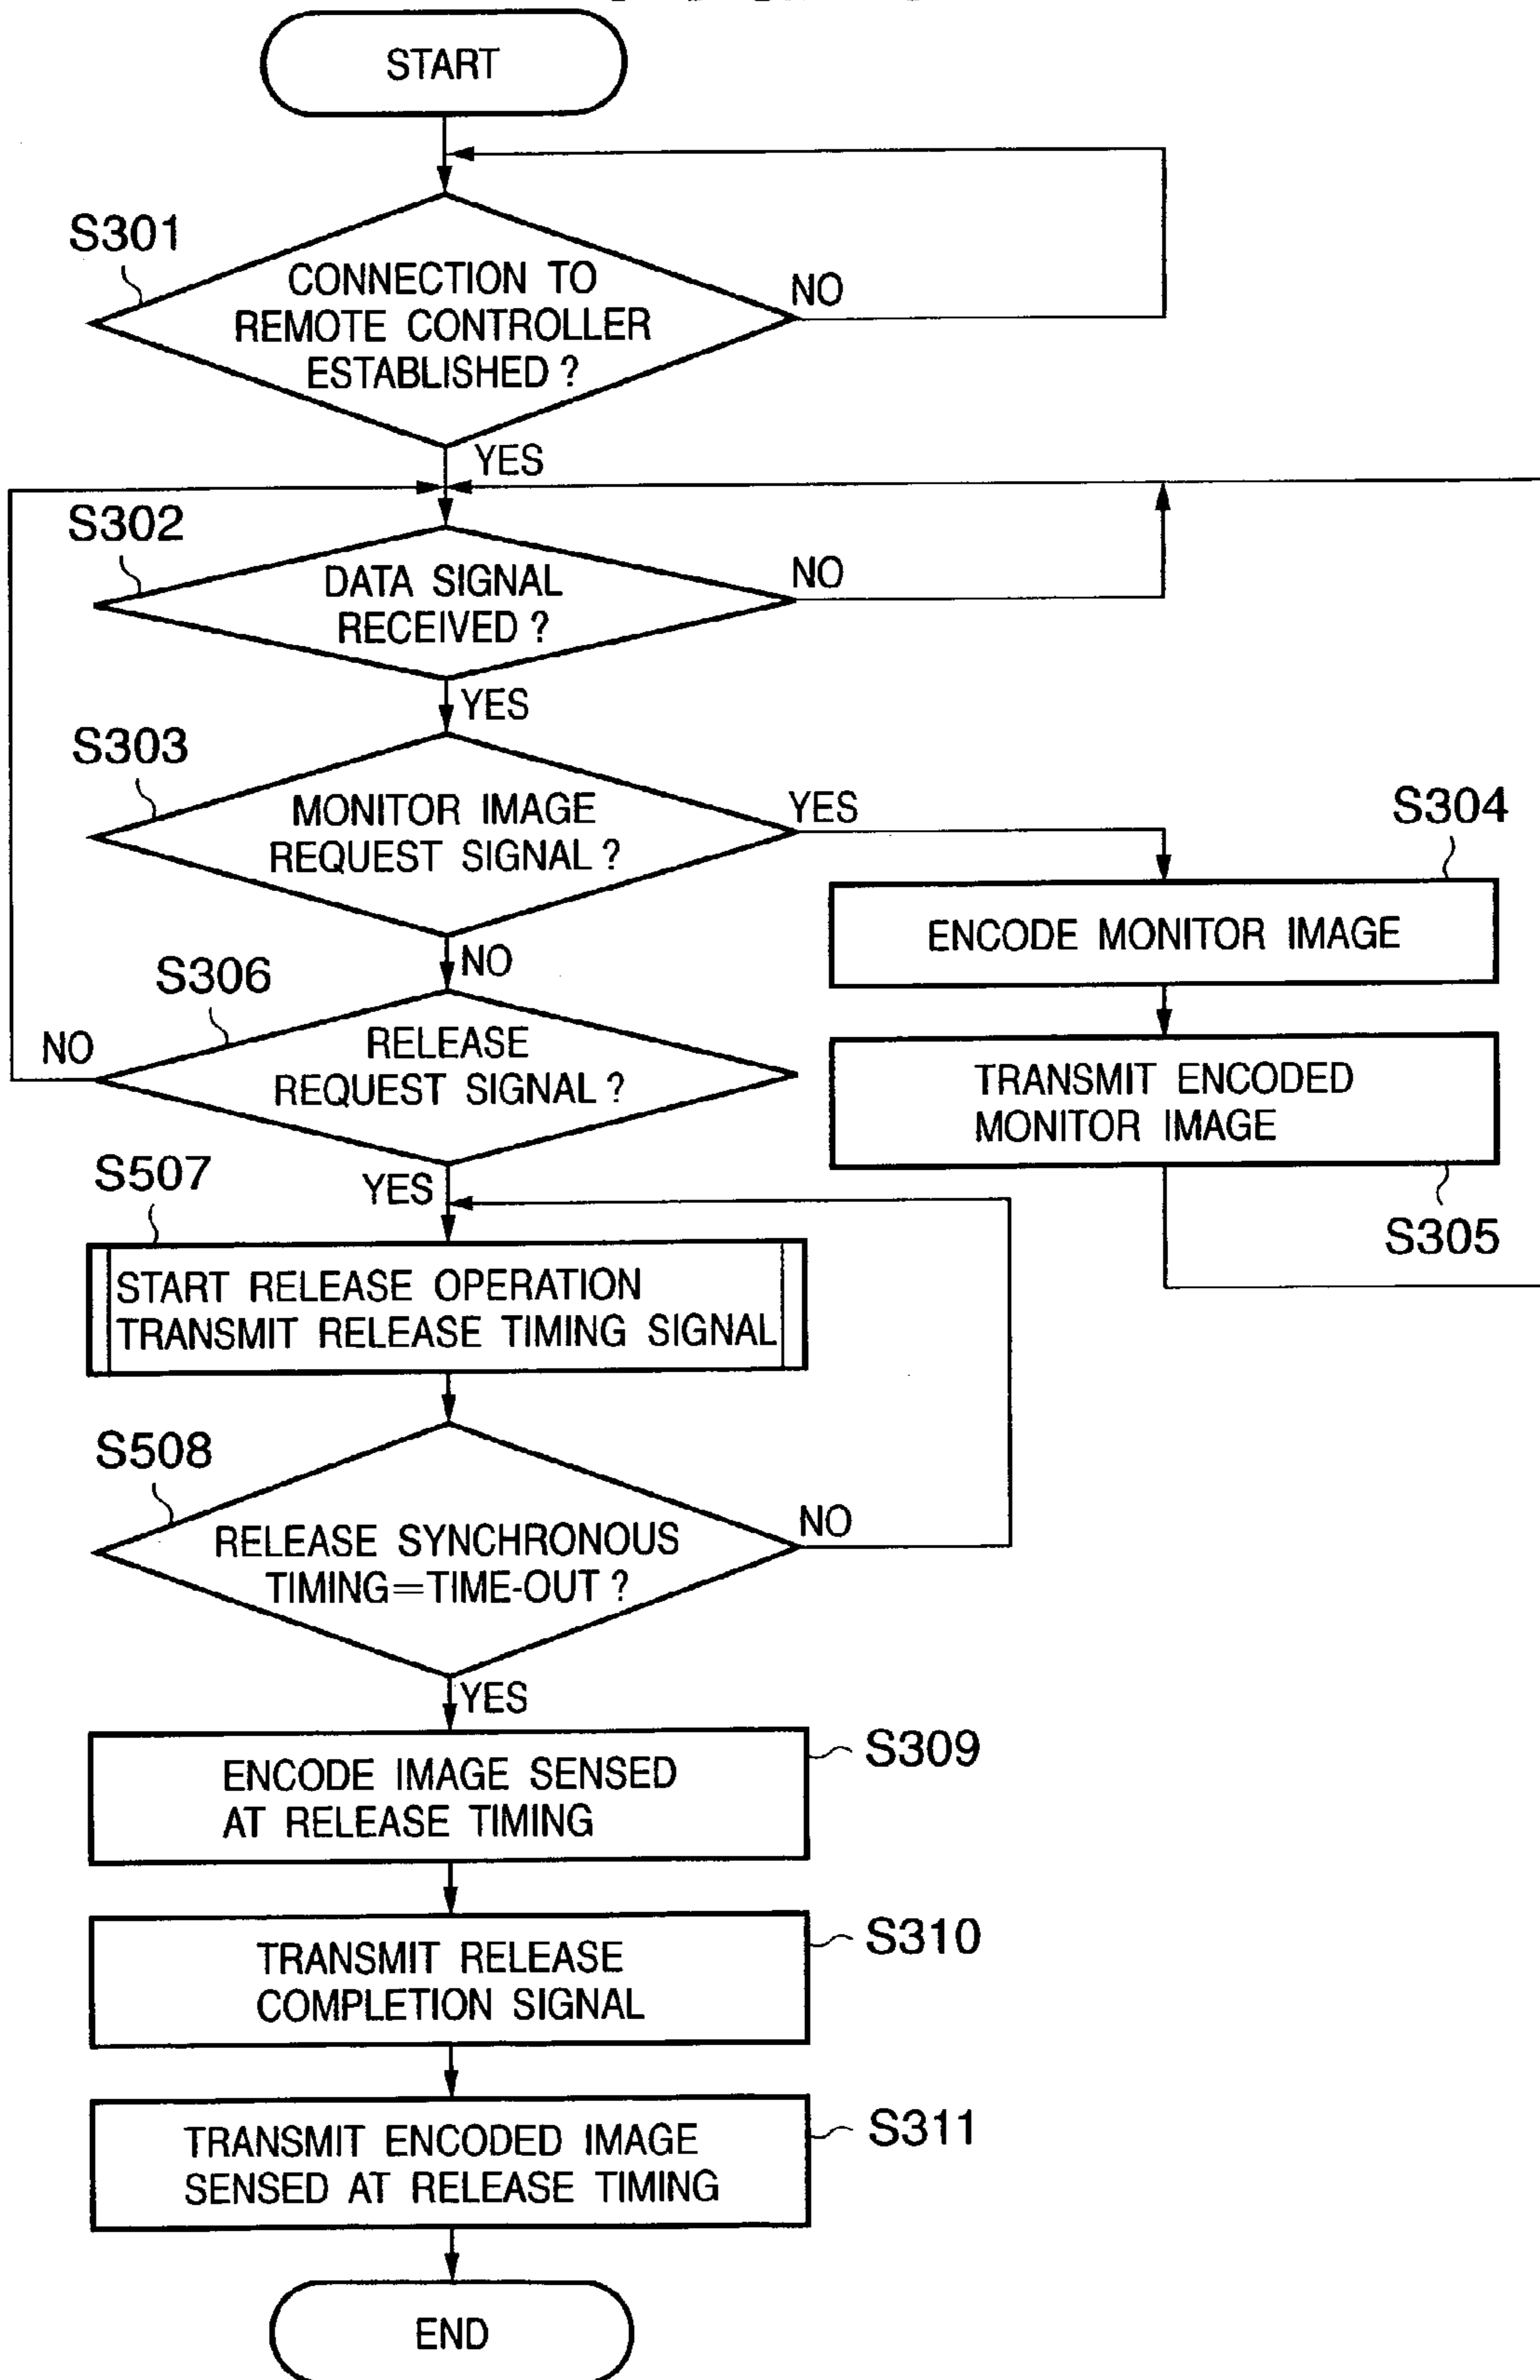 START
S301
CONNECTION TO
REMOTE CONTROLLER
ESTABLISHED ?
NO
YES
S302
DATA SIGNAL
RECEIVED ?
NO
YES
S303
MONITOR IMAGE
REQUEST SIGNAL ?
YES
S304
ENCODE MONITOR IMAGE
NO
S306
RELEASE
REQUEST SIGNAL ?
NO
TRANSMIT ENCODED
MONITOR IMAGE
S305
YES
S507
START RELEASE OPERATION
TRANSMIT RELEASE TIMING SIGNAL
S508
RELEASE SYNCHRONOUS
TIMING=TIME-OUT ?
NO
YES
ENCODE IMAGE SENSED
AT RELEASE TIMING
S309
TRANSMIT RELEASE
COMPLETION SIGNAL
S310
TRANSMIT ENCODED IMAGE
SENSED AT RELEASE TIMING
S311
END